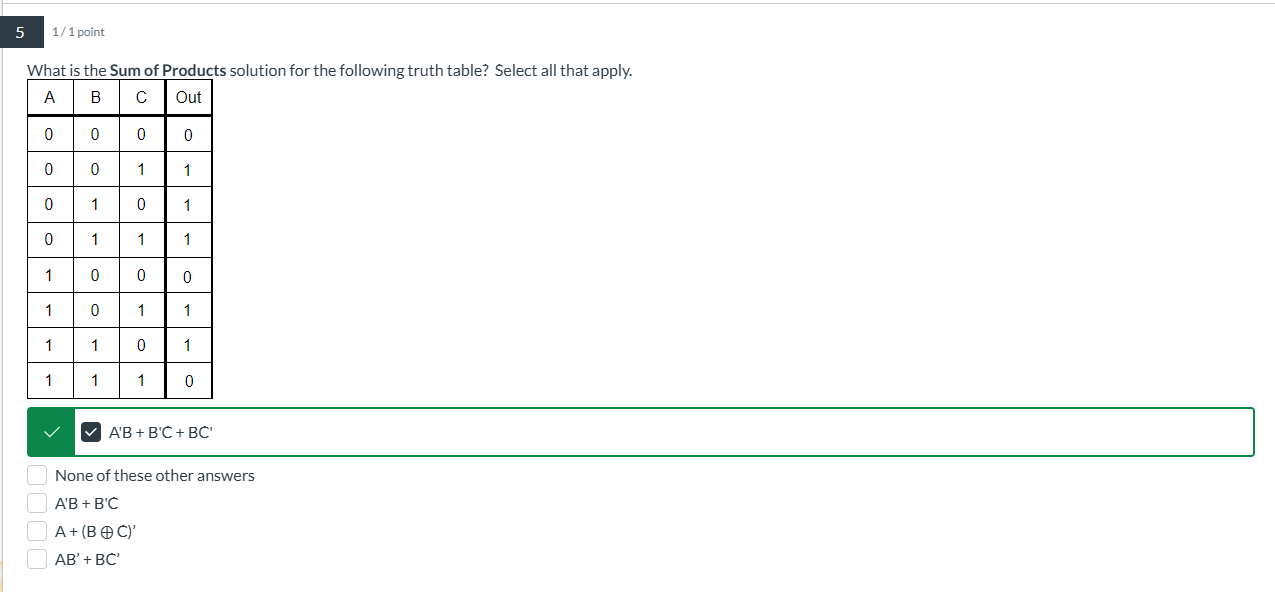 5 1 / 1 point
What is the Sum of Products solution for the following truth table? Select all that apply.
A B C Out
0 0 0 0
0 0 1 1
0 1 0 1
0 1 1 1
1 0 0 0
1 0 1 1
1 1 0 1
1 1 1 0
A'B + B'C + BC'
None of these other answers
A'B + B'C
A + (B ⊕ C)’
AB’ + BC’